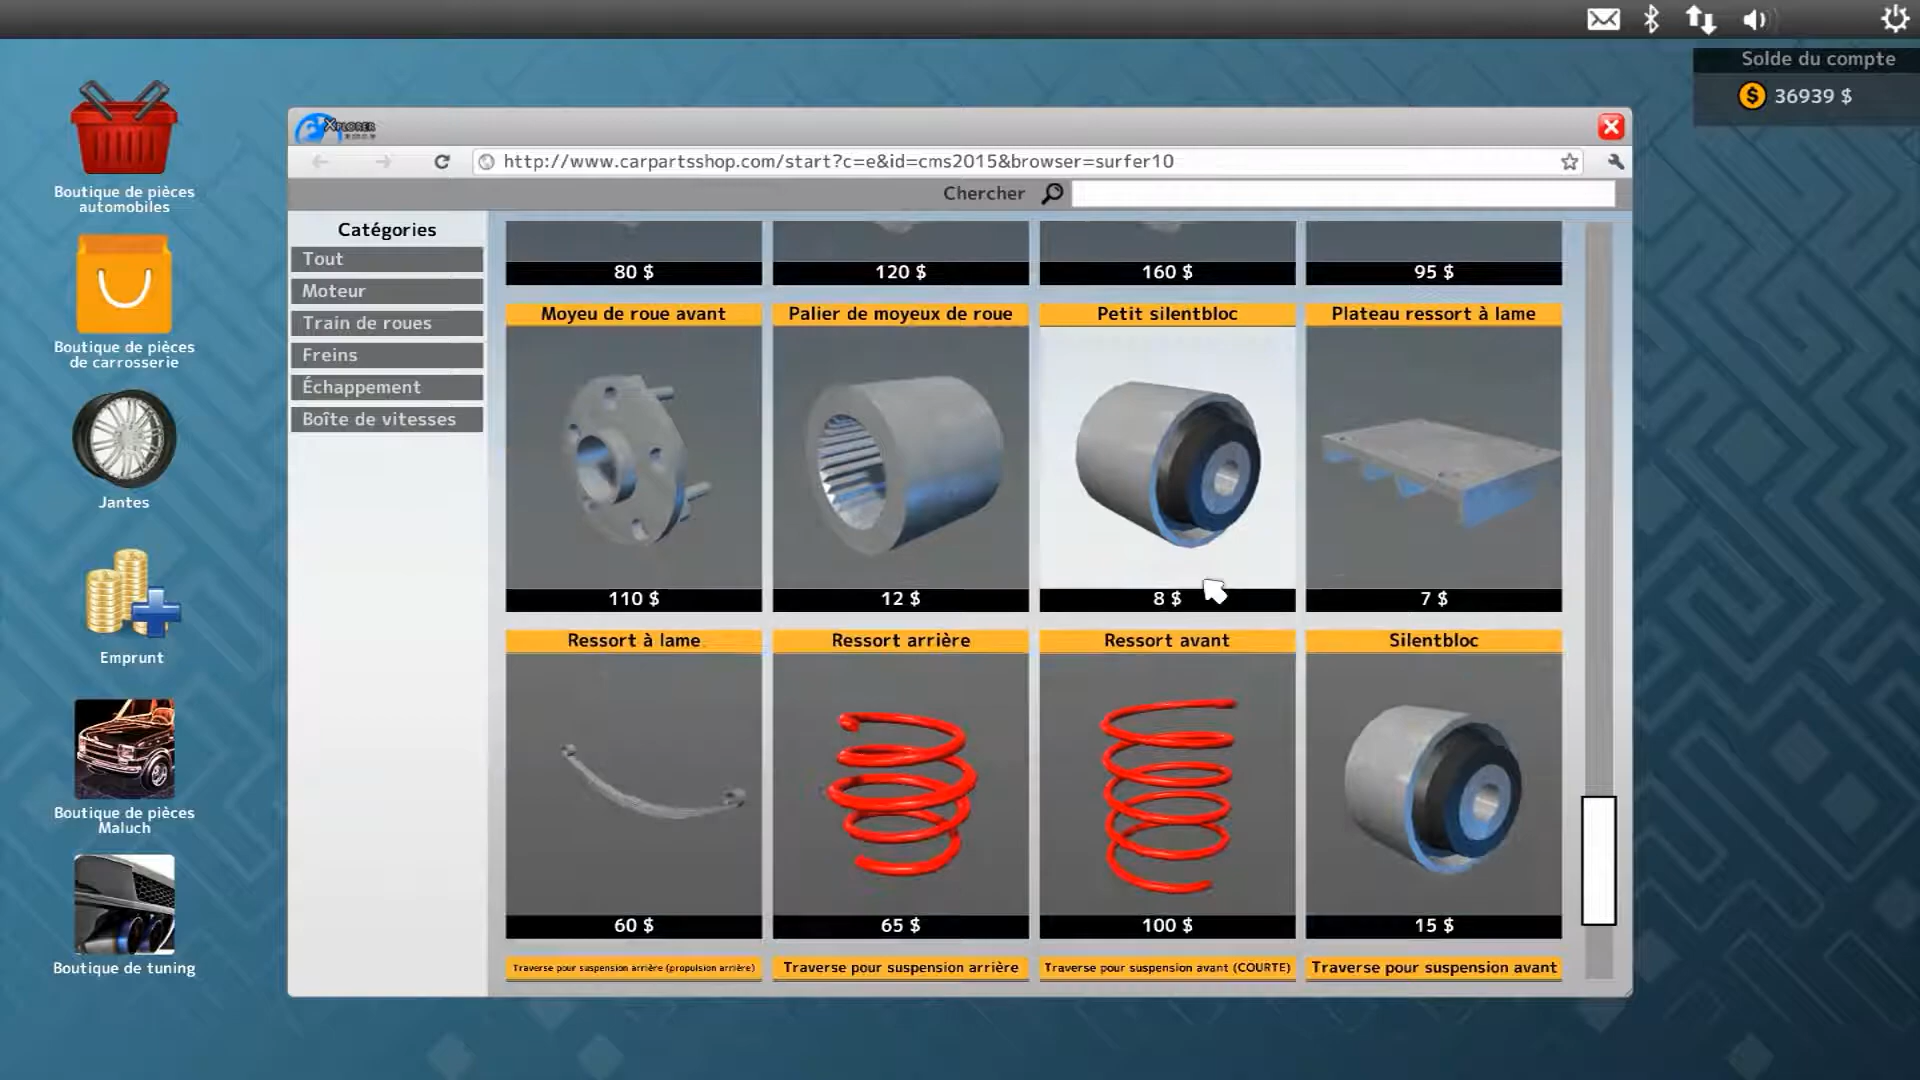 Solde du compte
36939 $
Boutique de pièces
automobiles
Boutique de pièces
de carrosserie
Jantes
Emprunt
Boutique de pièces
Maluch
Boutique de tuning
XPLORER
http://www.carpartsshop.com/start?c=e&id=cms2015&browser=surfer10
Chercher
Catégories
Tout
Moteur
Train de roues
Freins
Échappement
Boîte de vitesses
80 $
120 $
160 $
95 $
Moyeu de roue avant
Palier de moyeux de roue
Petit silentbloc
Plateau ressort à lame
110 $
12 $
8 $
7 $
Ressort à lame
Ressort arrière
Ressort avant
Silentbloc
60 $
65 $
100 $
15 $
Traverse pour suspension arrière (propulsion arrière)
Traverse pour suspension arrière
Traverse pour suspension avant (COURTE)
Traverse pour suspension avant